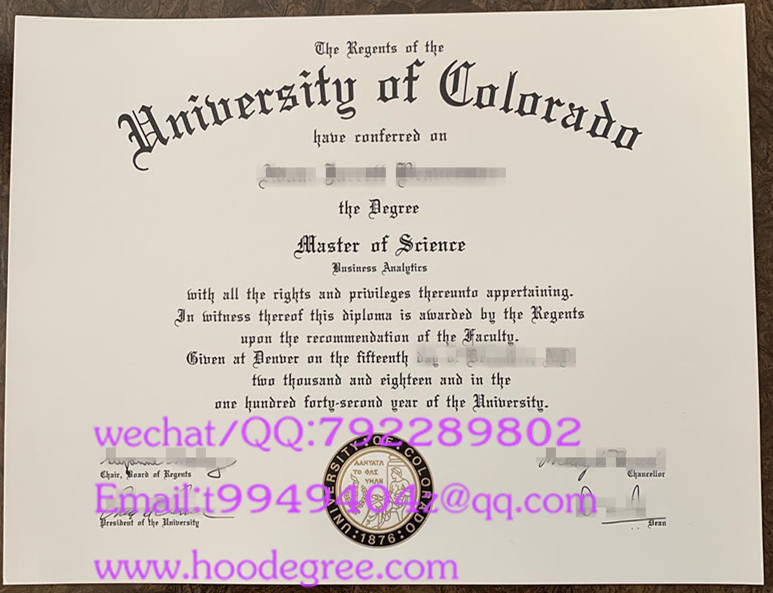 The Regents of the
University of Colorado
have conferred on
the Degree
Master of Science
Business Analytics
with all the rights and privileges thereunto appertaining.
In witness thereof this diploma is awarded by the Regents
upon the recommendation of the Faculty.
Given at Denver on the fifteenth
two thousand and eighteen and in the
one hundred forty-second year of the University.
wechat/QQ:792289802
Chair, Board of Regents
Chancellor
UNIVERSITY·OF·COLORADO
·1876·
Email:t9949404z@qq.com
President of the University
Dean
www.hoodegree.com